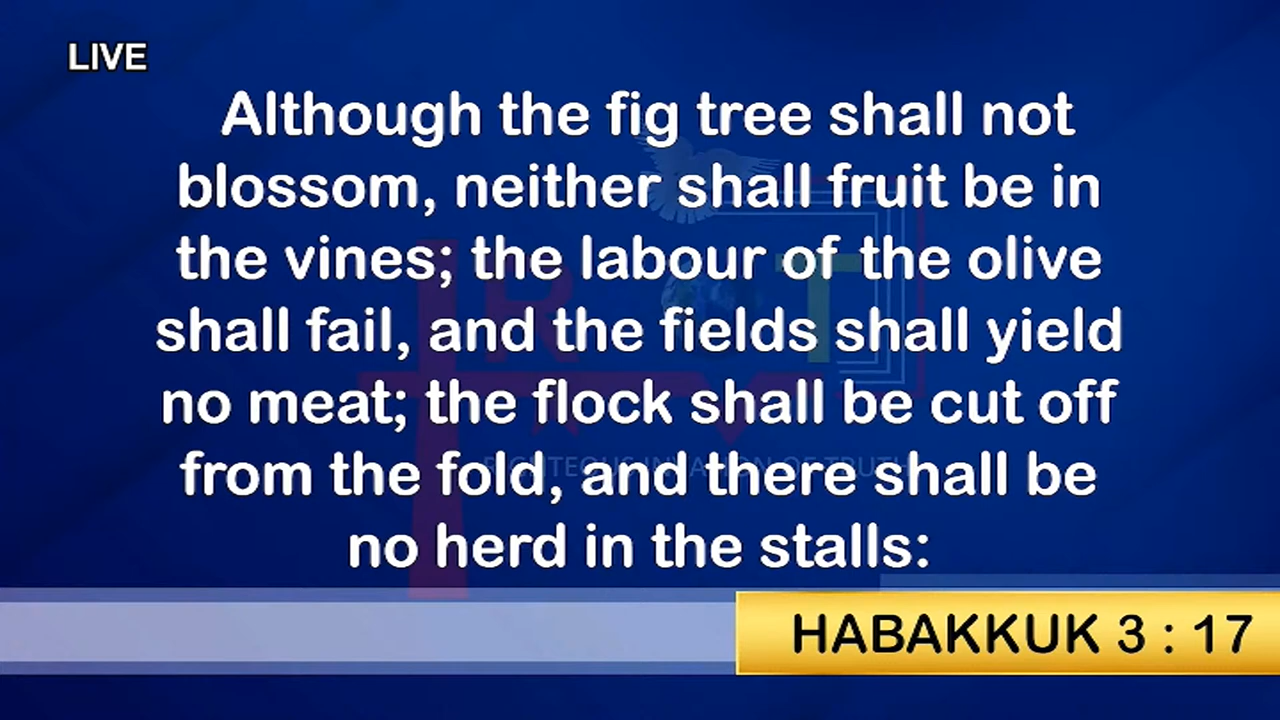 LIVE
Although the fig tree shall not
blossom, neither shall fruit be in
the vines; the labour of the olive
shall fail, and the fields shall yield
no meat; the flock shall be cut off
from the fold, and there shall be
no herd in the stalls:
HABAKKUK 3 : 17